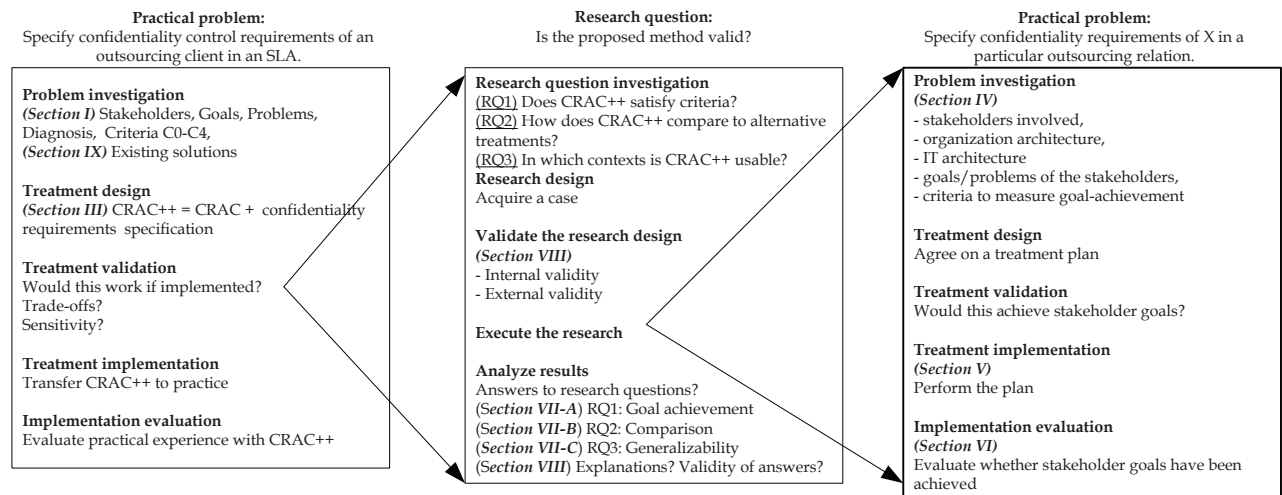 Practical problem:
Specify confidentiality control requirements of an
outsourcing client in an SLA.
Problem investigation
(Section I) Stakeholders, Goals, Problems,
Diagnosis, Criteria C0-C4,
(Section IX) Existing solutions
Treatment design
(Section III) CRAC++ = CRAC + confidentiality
requirements specification
Treatment validation
Would this work if implemented?
Trade-offs?
Sensitivity?
Treatment implementation
Transfer CRAC++ to practice
Implementation evaluation
Evaluate practical experience with CRAC++
Research question:
Is the proposed method valid?
Research question investigation
(RQ1) Does CRAC++ satisfy criteria?
(RQ2) How does CRAC++ compare to alternative
treatments?
(RQ3) In which contexts is CRAC++ usable?
Research design
Acquire a case
Validate the research design
(Section VIII)
- Internal validity
- External validity
Execute the research
Analyze results
Answers to research questions?
(Section VII-A) RQ1: Goal achievement
(Section VII-B) RQ2: Comparison
(Section VII-C) RQ3: Generalizability
(Section VIII) Explanations? Validity of answers?
Practical problem:
Specify confidentiality requirements of X in a
particular outsourcing relation.
Problem investigation
(Section IV)
- stakeholders involved,
- organization architecture,
- IT architecture
- goals/problems of the stakeholders,
- criteria to measure goal-achievement
Treatment design
Agree on a treatment plan
Treatment validation
Would this achieve stakeholder goals?
Treatment implementation
(Section V)
Perform the plan
Implementation evaluation
(Section VI)
Evaluate whether stakeholder goals have been
achieved